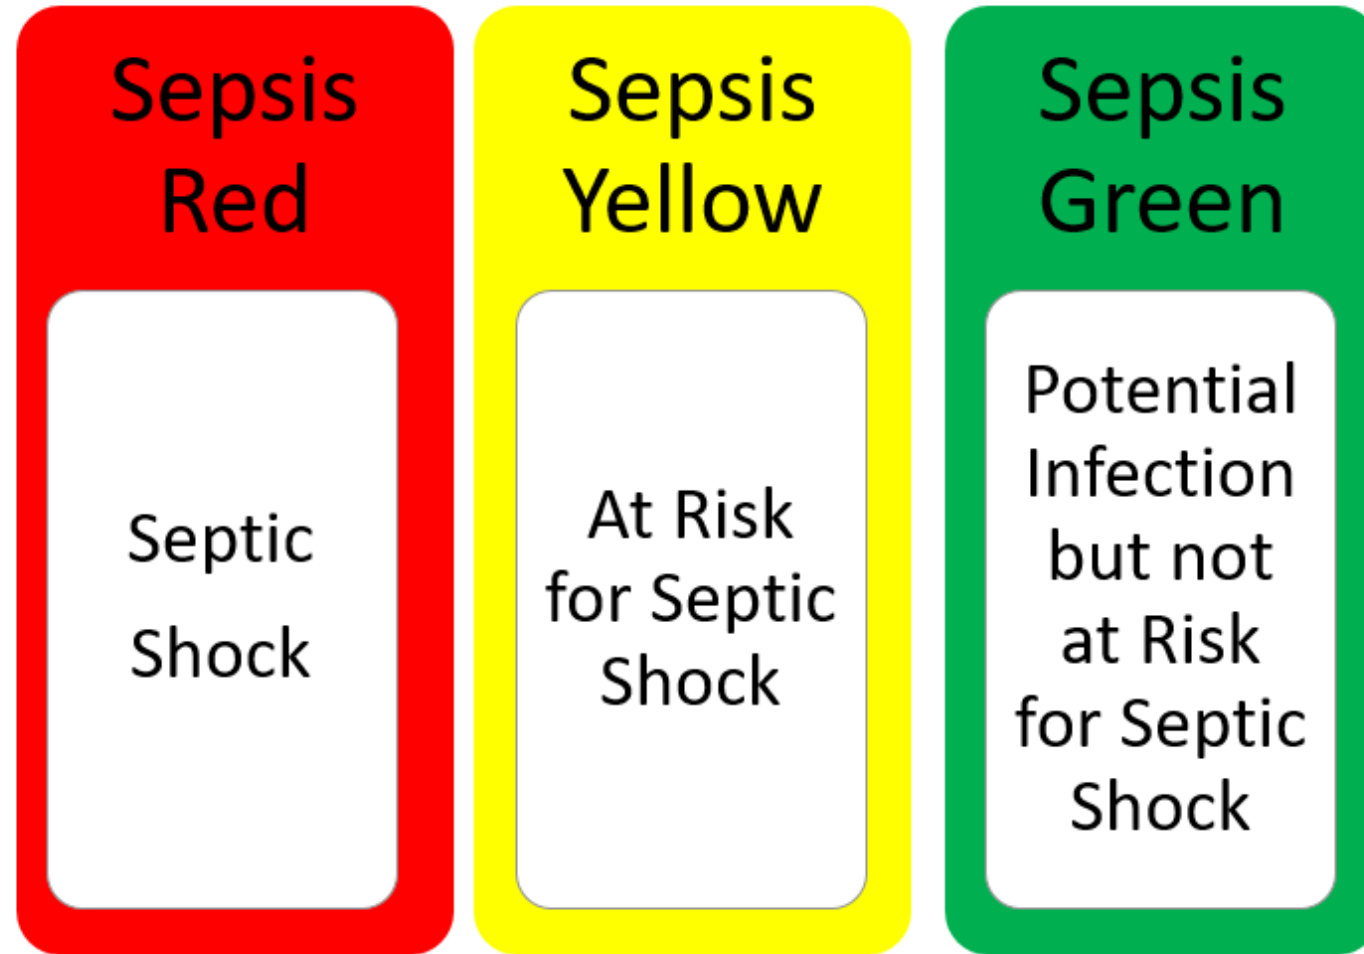 Sepsis
Red
Septic
Shock
Sepsis
Yellow
At Risk
for Septic
Shock
Sepsis
Green
Potential
Infection
but not
at Risk
for Septic
Shock